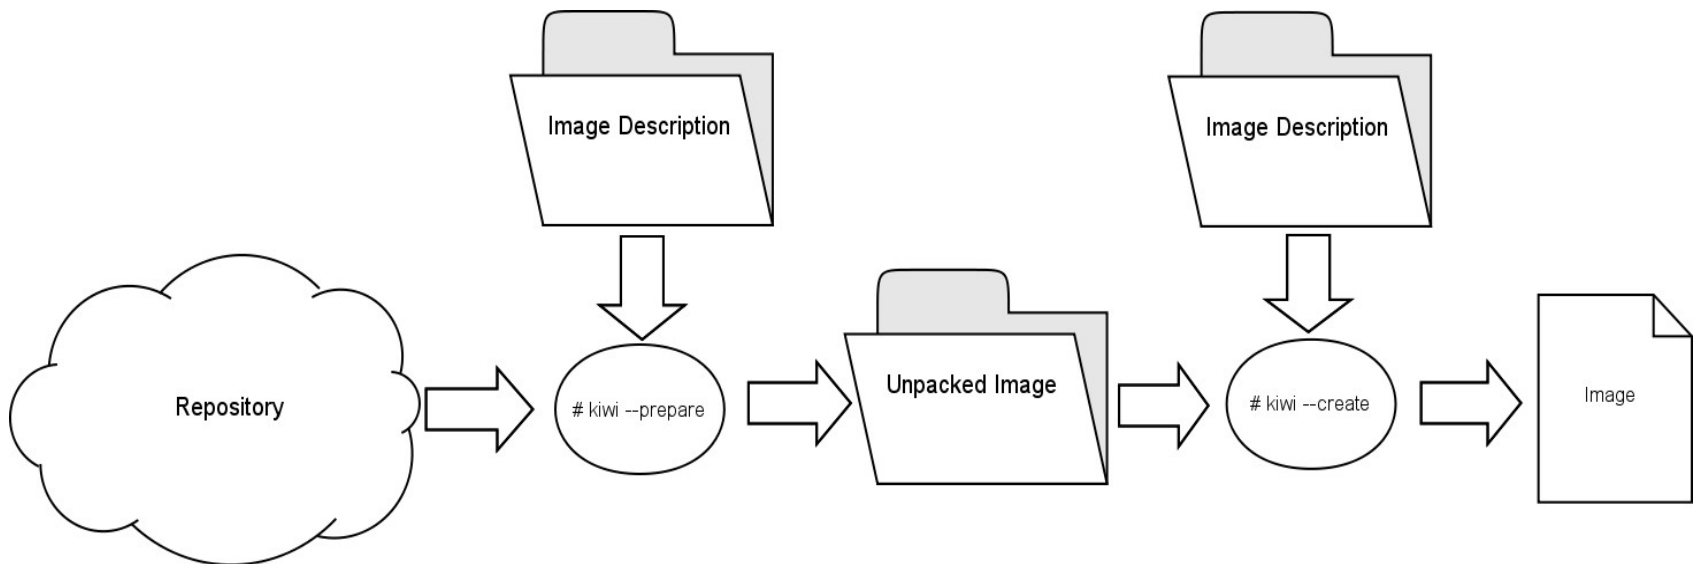 Image Description
Image Description
Repository
# kiwi --prepare
Unpacked Image
# kiwi --create
Image